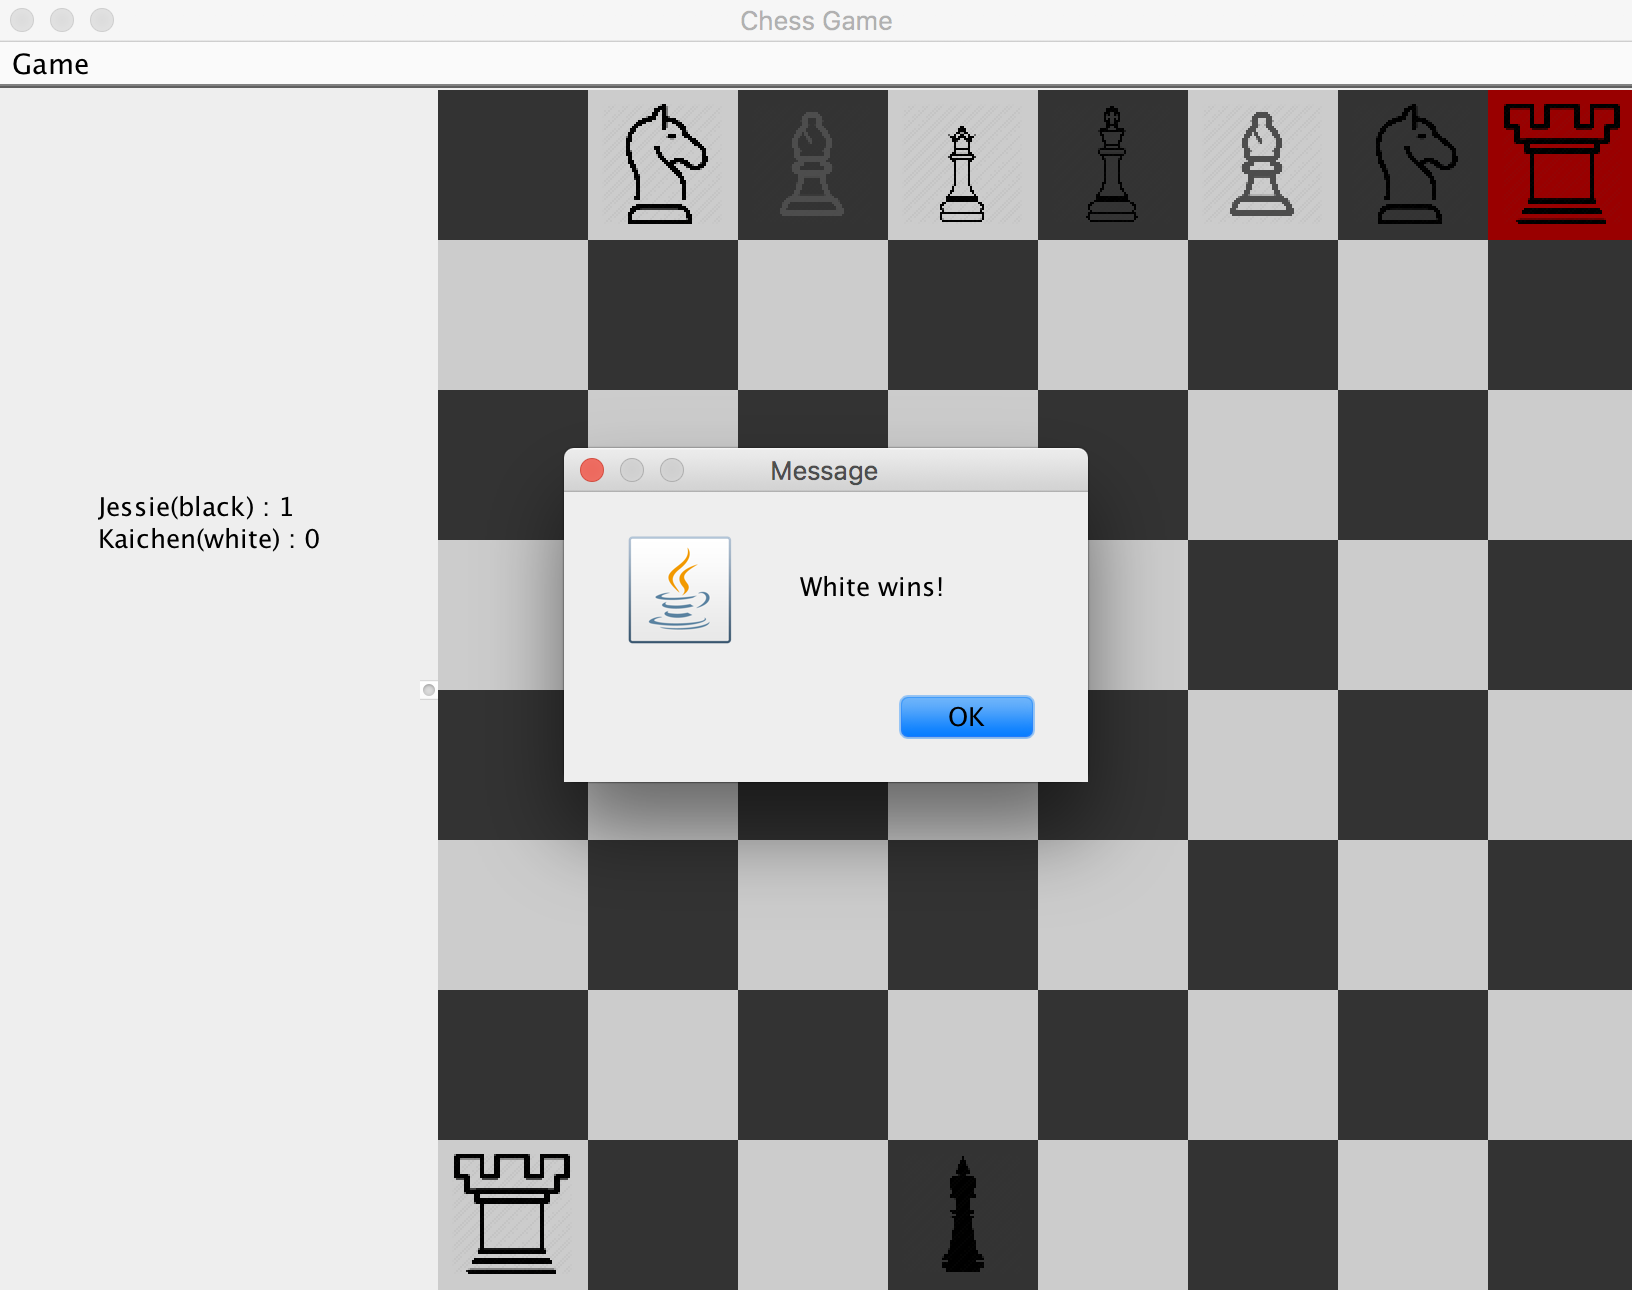 Chess Game
Game
Jessie(black) : 1
Kaichen(white) : 0
Message
White wins!
OK